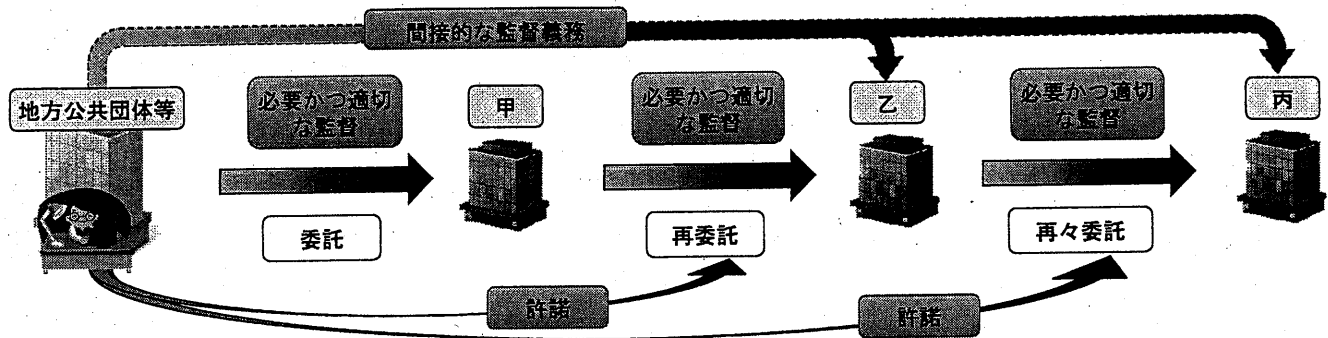 間接的な監督義務
地方公共団体等
必要かつ適切
な監督
甲
必要かつ適切
な監督
乙
必要かつ適切
な監督
丙
委託
再委託
再々委託
許諾
許諾